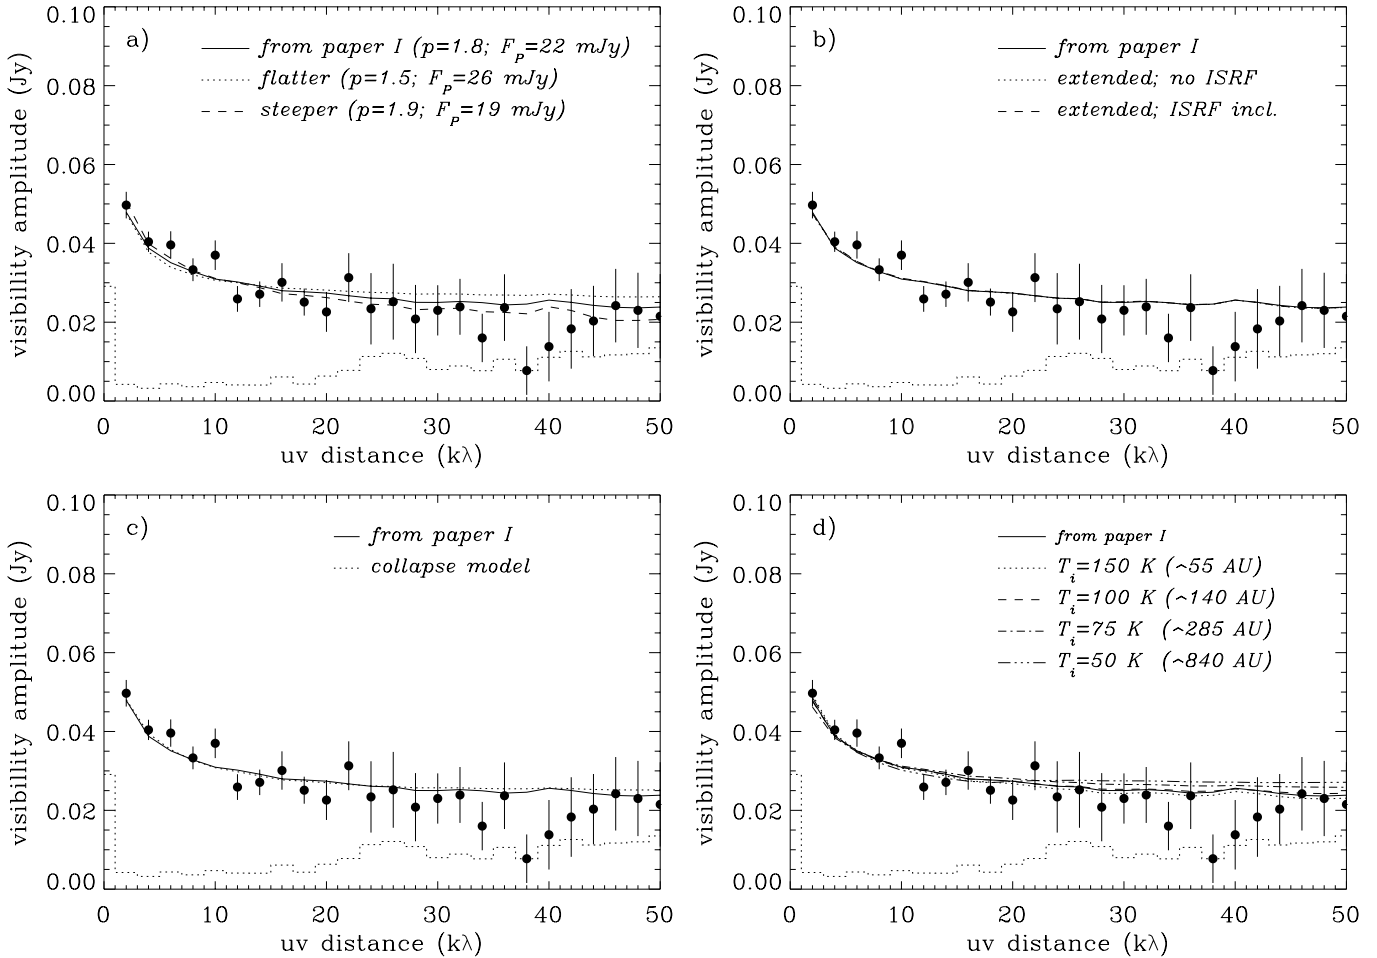 a)
from paper I (p=1.8; F_P=22 mJy)
flatter (p=1.5; F_P=26 mJy)
steeper (p=1.9; F_P=19 mJy)
visibillity amplitude (Jy)
0.10
0.08
0.06
0.04
0.02
0.00
0 10 20 30 40 50
uv distance (kλ)
b)
from paper I
extended; no ISRF
extended; ISRF incl.
visibillity amplitude (Jy)
0.10
0.08
0.06
0.04
0.02
0.00
0 10 20 30 40 50
uv distance (kλ)
c)
from paper I
collapse model
visibillity amplitude (Jy)
0.10
0.08
0.06
0.04
0.02
0.00
0 10 20 30 40 50
uv distance (kλ)
d)
from paper I
T_i=150 K (~55 AU)
T_i=100 K (~140 AU)
T_i=75 K (~285 AU)
T_i=50 K (~840 AU)
visibillity amplitude (Jy)
0.10
0.08
0.06
0.04
0.02
0.00
0 10 20 30 40 50
uv distance (kλ)